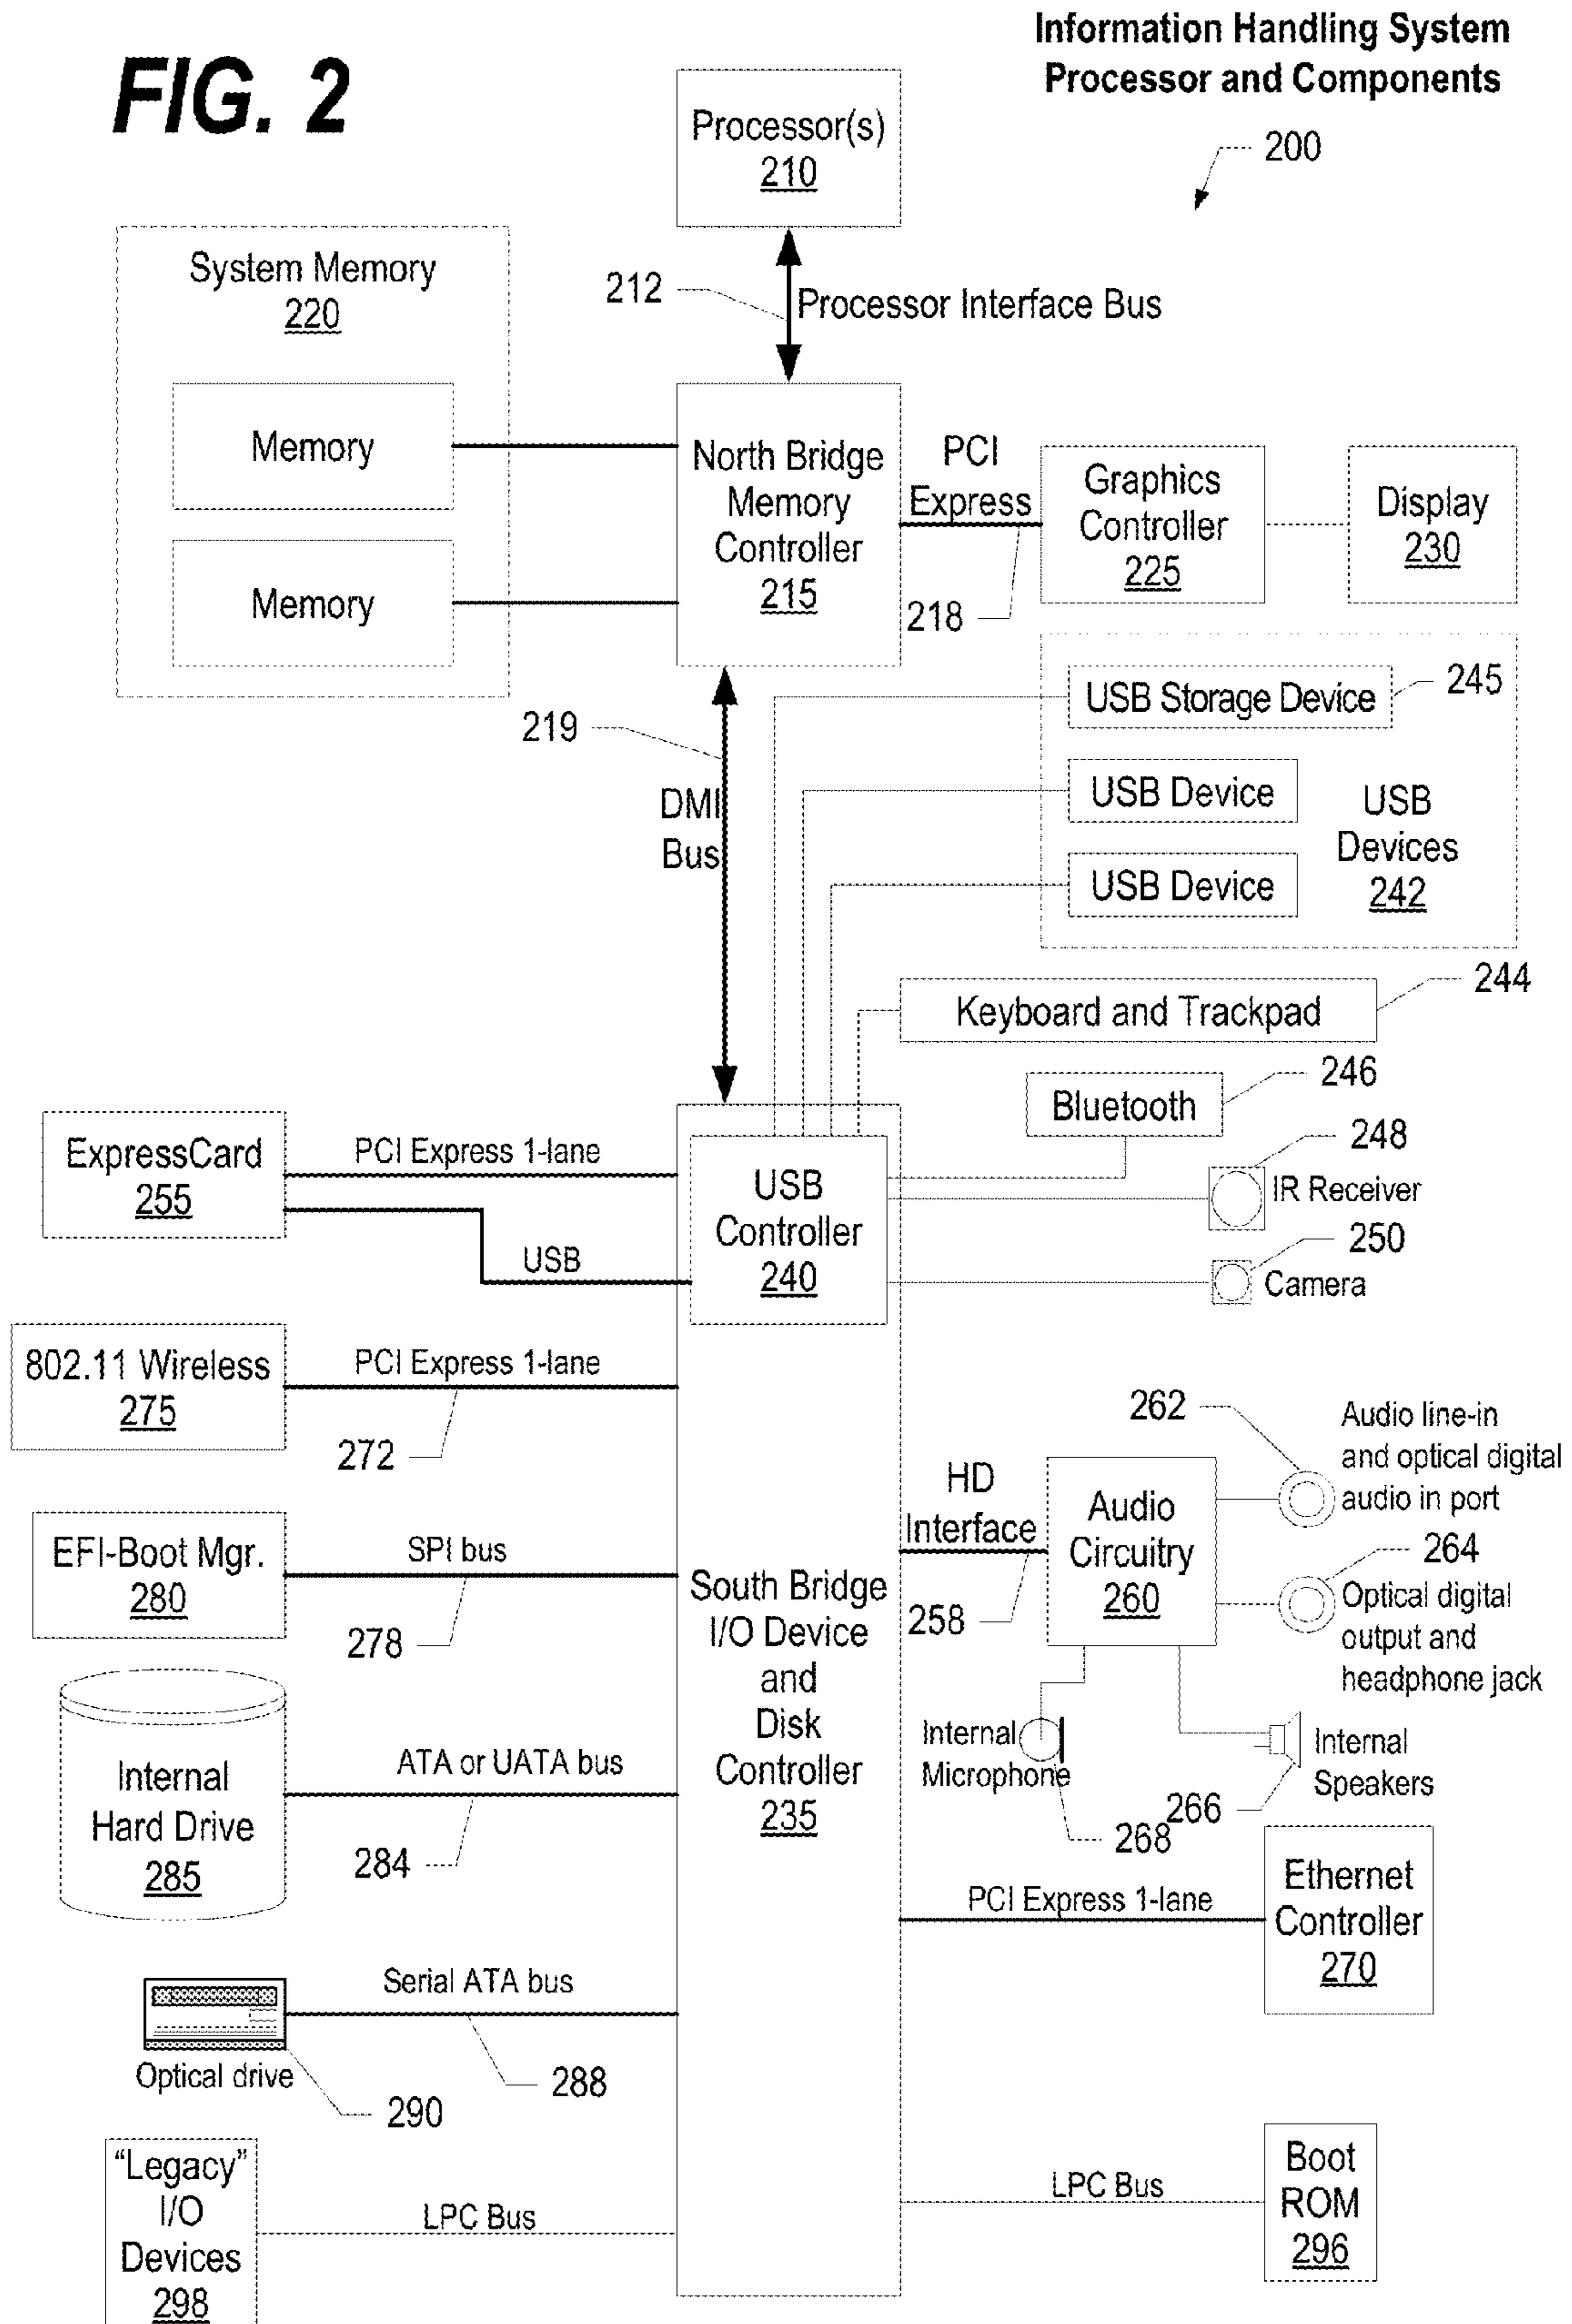 FIG. 2
Information Handling System
Processor and Components
200
Processor(s)
210
System Memory
220
212
Processor Interface Bus
Memory
Memory
North Bridge
Memory
Controller
215
PCI
Express
218
Graphics
Controller
225
Display
230
219
DMI
Bus
USB Storage Device
245
USB Device
USB Device
USB
Devices
242
Keyboard and Trackpad
244
Bluetooth
246
248
IR Receiver
250
Camera
ExpressCard
255
PCI Express 1-lane
USB
USB
Controller
240
802.11 Wireless
275
PCI Express 1-lane
272
262
Audio line-in
and optical digital
audio in port
HD
Interface
258
Audio
Circuitry
260
264
Optical digital
output and
headphone jack
EFI-Boot Mgr.
280
SPI bus
278
South Bridge
I/O Device
and
Disk
Controller
235
Internal
Microphone
268
266
Internal
Speakers
Internal
Hard Drive
285
ATA or UATA bus
284
PCI Express 1-lane
Ethernet
Controller
270
Serial ATA bus
288
Optical drive
290
“Legacy”
I/O
Devices
298
LPC Bus
LPC Bus
Boot
ROM
296